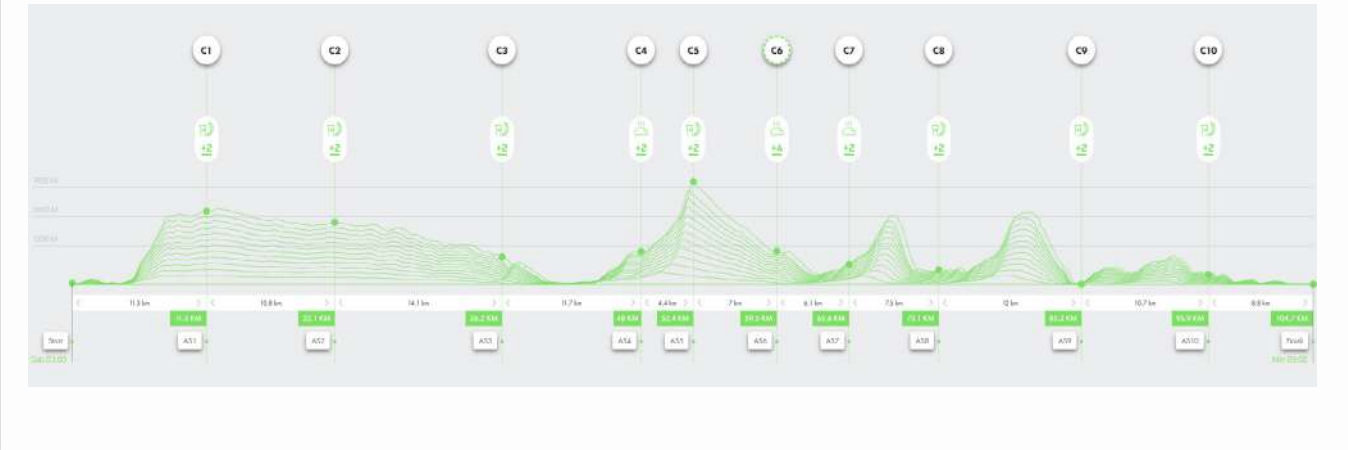 C1 C2 C3 C4 C5 C6 C7 C8 C9 C10
+2 +2 +2 +2 +2 +4 +2 +2 +2 +2
11.3 km 10.8 km 14.1 km 11.7 km 4.4 km 7 km 6.1 km 7.5 km 12 km 10.7 km 8.8 km
11.3 KM 22.1 KM 36.2 KM 48 KM 52.4 KM 59.5 KM 65.6 KM 73.1 KM 85.2 KM 95.9 KM 104.7 KM
AS1 AS2 AS3 AS4 AS5 AS6 AS7 AS8 AS9 AS10 Finish